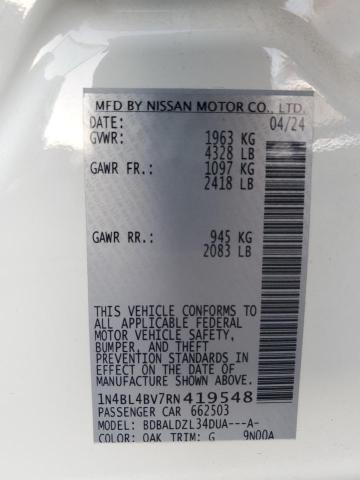 MFD BY NISSAN MOTOR CO., LTD.
DATE: 04/24
GVWR: 1963 KG
4328 LB
GAWR FR.: 1097 KG
2418 LB
GAWR RR.: 945 KG
2083 LB
THIS VEHICLE CONFORMS TO
ALL APPLICABLE FEDERAL
MOTOR VEHICLE SAFETY,
BUMPER, AND THEFT
PREVENTION STANDARDS IN
EFFECT ON THE DATE OF
MANUFACTURE SHOWN ABOVE.
1N4BL4BV7RN419548
PASSENGER CAR 662503
MODEL: BDBALDZL34DUA---A-
COLOR: QAK TRIM: G 9N00A